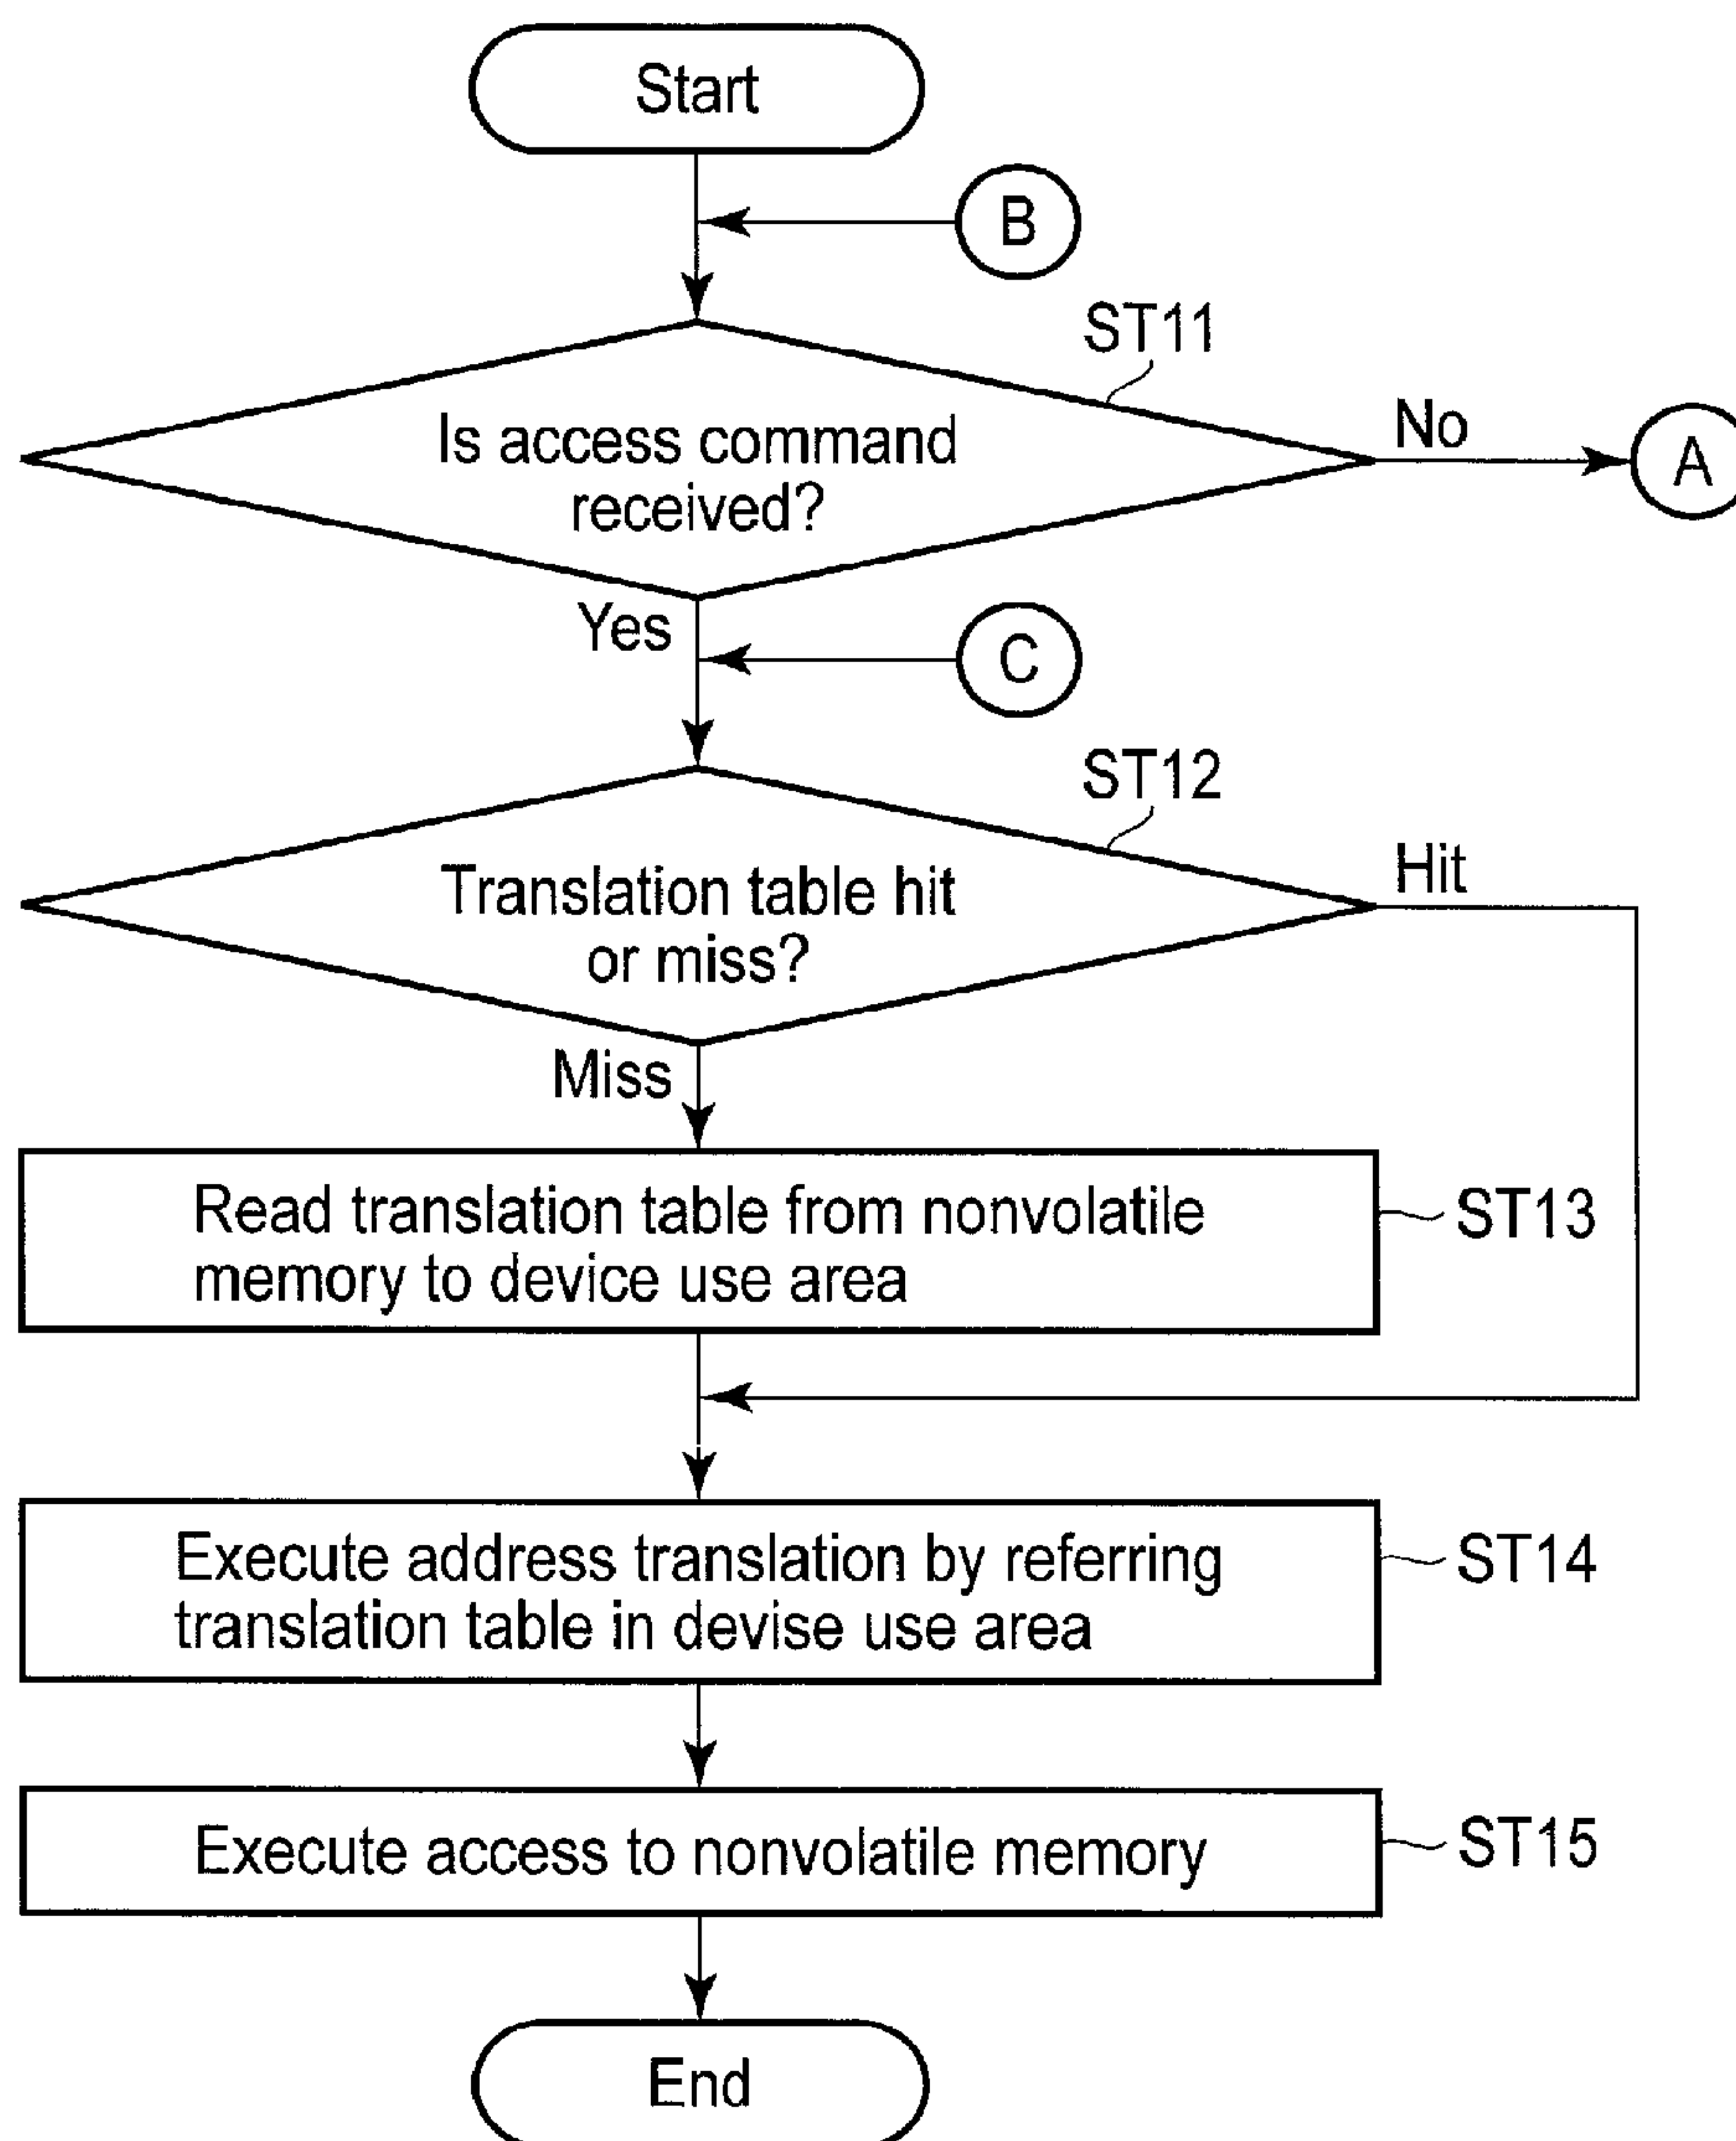 Start
B
ST11
Is access command
received?
No
A
Yes
C
ST12
Translation table hit
or miss?
Hit
Miss
Read translation table from nonvolatile
memory to device use area
ST13
Execute address translation by referring
translation table in devise use area
ST14
Execute access to nonvolatile memory
ST15
End